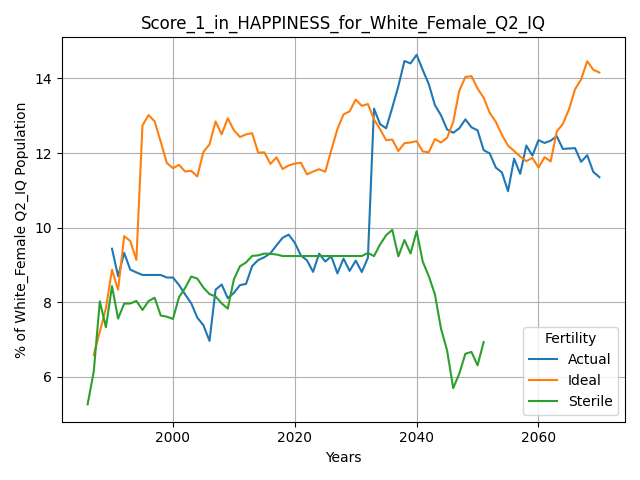 Score_1_in_HAPPINESS_for_White_Female_Q2_IQ
% of White_Female Q2_IQ Population
14
12
10
8
6
2000 2020 2040 2060
Years
Fertility
Actual
Ideal
Sterile